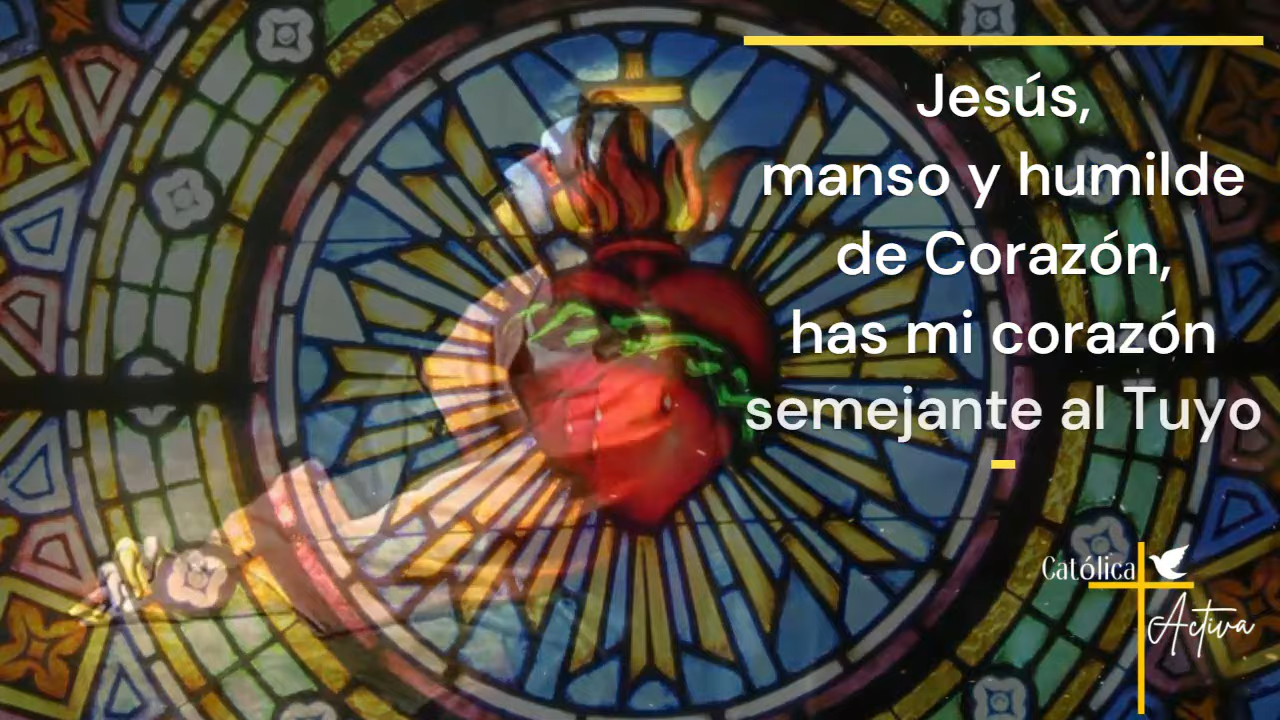 Jesús,
manso y humilde
de Corazón,
has mi corazón
semejante al Tuyo
Católica
Activa